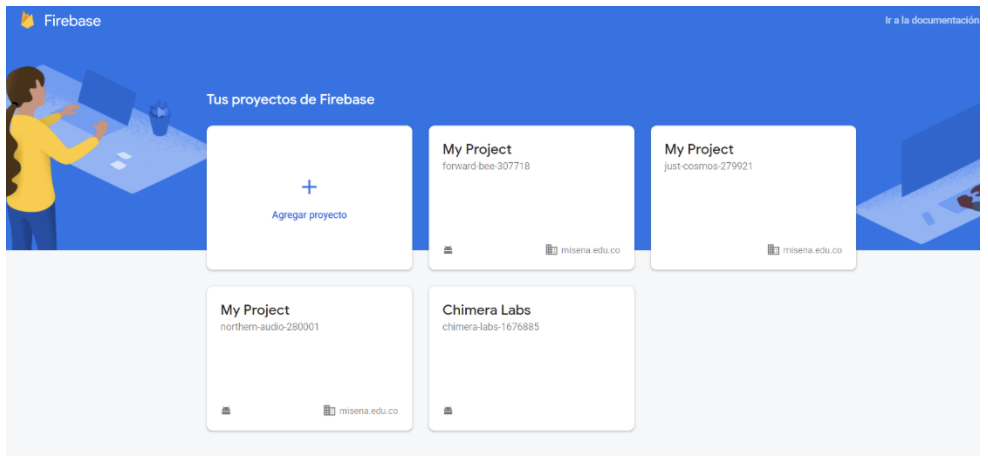 Firebase
Ir a la documentación
Tus proyectos de Firebase
Agregar proyecto
My Project
forward-bee-307718
misena.edu.co
My Project
just-cosmos-279921
misena.edu.co
My Project
northern-audio-280001
misena.edu.co
Chimera Labs
chimera-labs-1676885